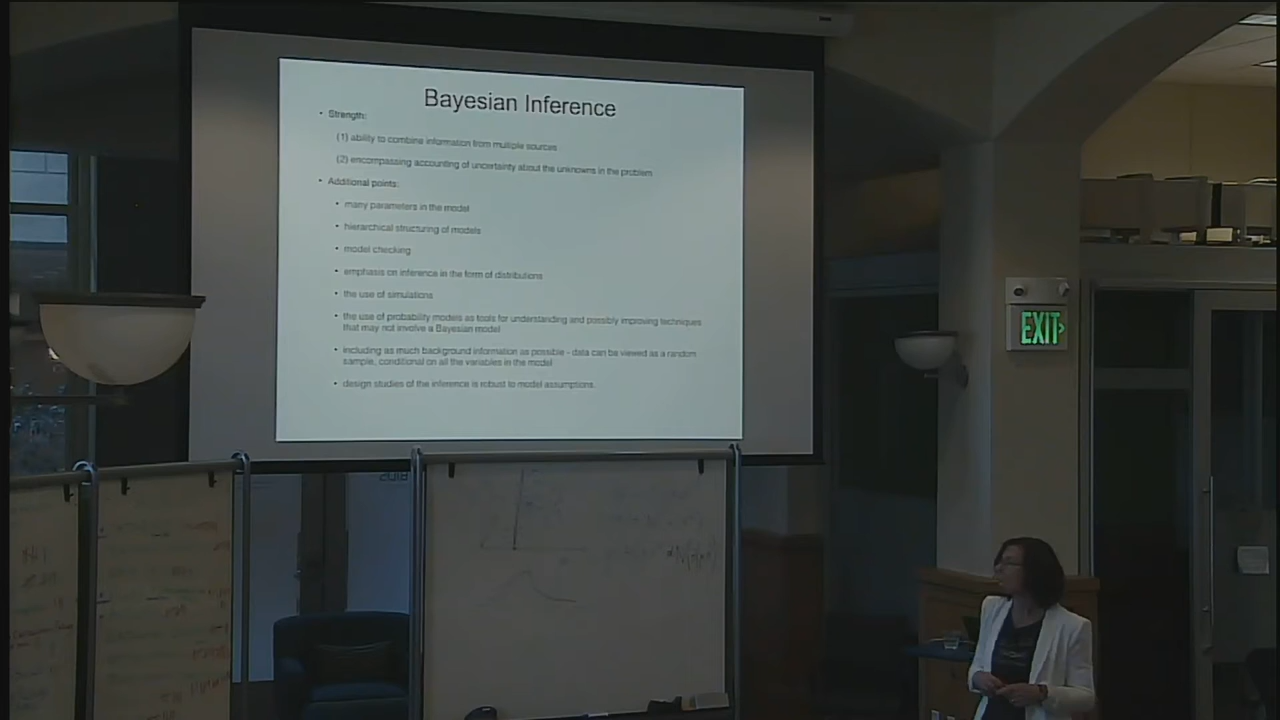 Bayesian Inference
• Strength:
(1) ability to combine information from multiple sources
(2) encompassing accounting of uncertainty about the unknowns in the problem
• Additional points:
• many parameters in the model
• hierarchical structuring of models
• model checking
• emphasis on inference in the form of distributions
• the use of simulations
• the use of probability models as tools for understanding and possibly improving techniques
that may not involve a Bayesian model
• including as much background information as possible - data can be viewed as a random
sample, conditional on all the variables in the model
• design studies of the inference is robust to model assumptions.
EXIT
2018